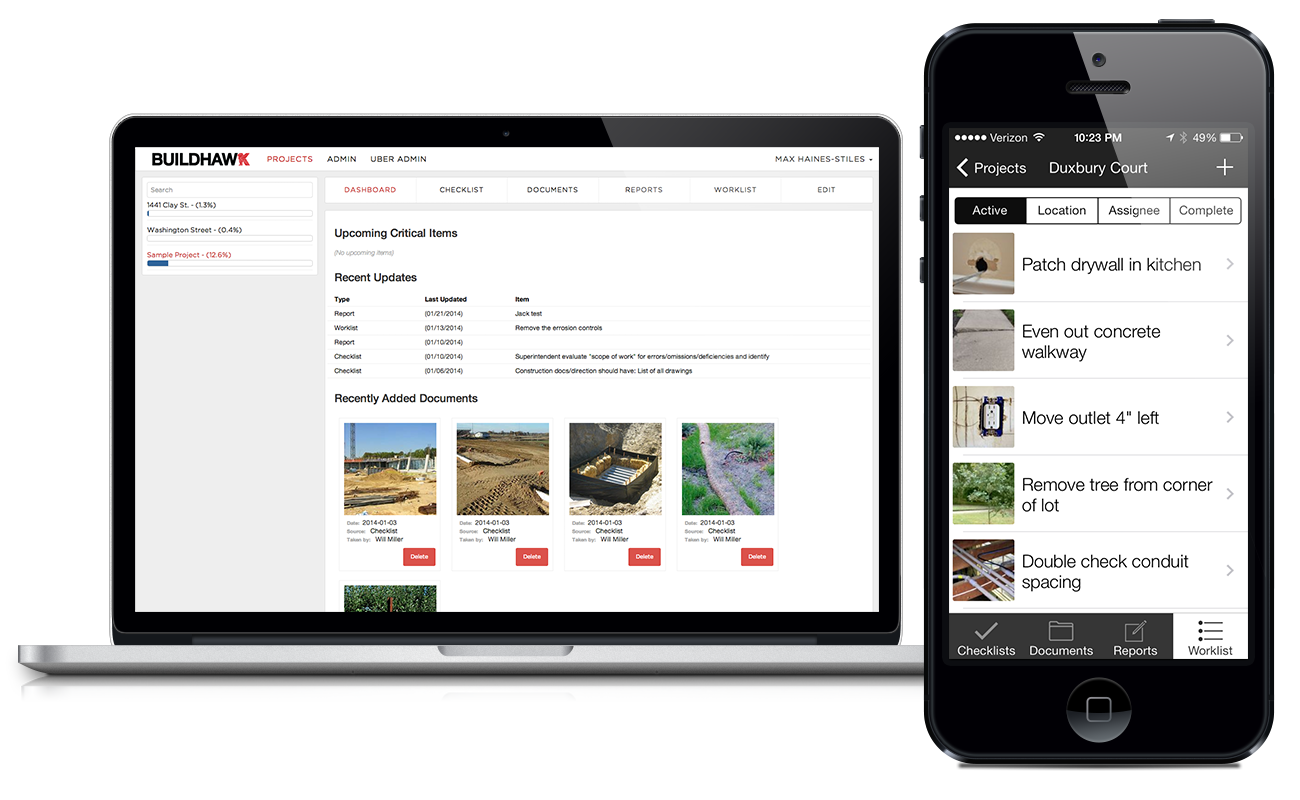 BUILDHAWK PROJECTS ADMIN UBER ADMIN MAX HAINES-STILES
Search
1441 Clay St. - (1.3%)
Washington Street - (0.4%)
Sample Project - (12.6%)
DASHBOARD CHECKLIST DOCUMENTS REPORTS WORKLIST EDIT
Upcoming Critical Items
(No upcoming items)
Recent Updates
Type Last Updated Item
Report (01/21/2014) Jack test
Worklist (01/13/2014) Remove the errosion controls
Report (01/10/2014)
Checklist (01/10/2014) Superintendent evaluate "scope of work" for errors/omissions/deficiencies and identify
Checklist (01/06/2014) Construction docs/direction should have: List of all drawings
Recently Added Documents
Date: 2014-01-03
Source: Checklist
Taken by: Will Miller
Delete
Date: 2014-01-03
Source: Checklist
Taken by: Will Miller
Delete
Date: 2014-01-03
Source: Checklist
Taken by: Will Miller
Delete
Date: 2014-01-03
Source: Checklist
Taken by: Will Miller
Delete
Verizon 10:23 PM 49%
Projects Duxbury Court +
Active Location Assignee Complete
Patch drywall in kitchen
Even out concrete
walkway
Move outlet 4" left
Remove tree from corner
of lot
Double check conduit
spacing
Checklists Documents Reports Worklist